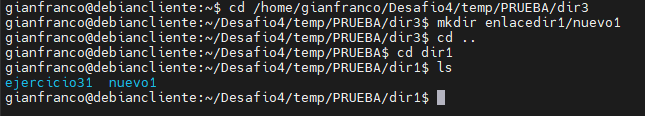 gianfranco@debiancliente:~$ cd /home/gianfranco/Desafio4/temp/PRUEBA/dir3
gianfranco@debiancliente:~/Desafio4/temp/PRUEBA/dir3$ mkdir enlacedir1/nuevo1
gianfranco@debiancliente:~/Desafio4/temp/PRUEBA/dir3$ cd ..
gianfranco@debiancliente:~/Desafio4/temp/PRUEBA$ cd dir1
gianfranco@debiancliente:~/Desafio4/temp/PRUEBA/dir1$ ls
ejercicio31  nuevo1
gianfranco@debiancliente:~/Desafio4/temp/PRUEBA/dir1$